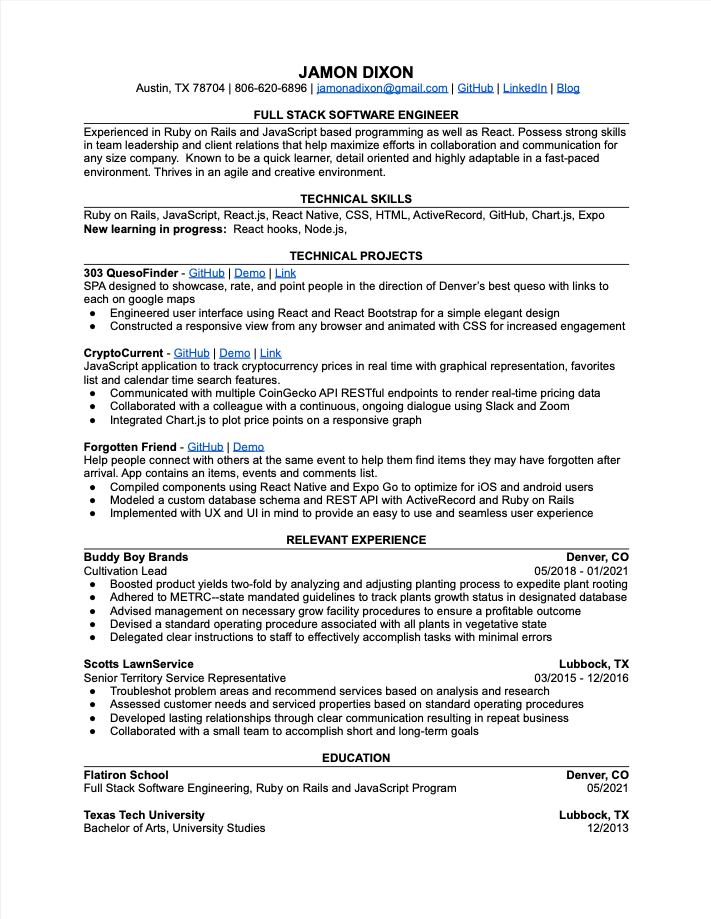 JAMON DIXON
Austin, TX 78704 | 806-620-6896 | jamonadixon@gmail.com | GitHub | LinkedIn | Blog
FULL STACK SOFTWARE ENGINEER
Experienced in Ruby on Rails and JavaScript based programming as well as React. Possess strong skills
in team leadership and client relations that help maximize efforts in collaboration and communication for
any size company.  Known to be a quick learner, detail oriented and highly adaptable in a fast-paced
environment. Thrives in an agile and creative environment.
TECHNICAL SKILLS
Ruby on Rails, JavaScript, React.js, React Native, CSS, HTML, ActiveRecord, GitHub, Chart.js, Expo
New learning in progress:  React hooks, Node.js,
TECHNICAL PROJECTS
303 QuesoFinder - GitHub | Demo | Link
SPA designed to showcase, rate, and point people in the direction of Denver's best queso with links to
each on google maps
● Engineered user interface using React and React Bootstrap for a simple elegant design
● Constructed a responsive view from any browser and animated with CSS for increased engagement
CryptoCurrent - GitHub | Demo | Link
JavaScript application to track cryptocurrency prices in real time with graphical representation, favorites
list and calendar time search features.
● Communicated with multiple CoinGecko API RESTful endpoints to render real-time pricing data
● Collaborated with a colleague with a continuous, ongoing dialogue using Slack and Zoom
● Integrated Chart.js to plot price points on a responsive graph
Forgotten Friend - GitHub | Demo
Help people connect with others at the same event to help them find items they may have forgotten after
arrival. App contains an items, events and comments list.
● Compiled components using React Native and Expo Go to optimize for iOS and android users
● Modeled a custom database schema and REST API with ActiveRecord and Ruby on Rails
● Implemented with UX and UI in mind to provide an easy to use and seamless user experience
RELEVANT EXPERIENCE
Buddy Boy Brands Denver, CO
Cultivation Lead 05/2018 - 01/2021
● Boosted product yields two-fold by analyzing and adjusting planting process to expedite plant rooting
● Adhered to METRC--state mandated guidelines to track plants growth status in designated database
● Advised management on necessary grow facility procedures to ensure a profitable outcome
● Devised a standard operating procedure associated with all plants in vegetative state
● Delegated clear instructions to staff to effectively accomplish tasks with minimal errors
Scotts LawnService Lubbock, TX
Senior Territory Service Representative 03/2015 - 12/2016
● Troubleshot problem areas and recommend services based on analysis and research
● Assessed customer needs and serviced properties based on standard operating procedures
● Developed lasting relationships through clear communication resulting in repeat business
● Collaborated with a small team to accomplish short and long-term goals
EDUCATION
Flatiron School Denver, CO
Full Stack Software Engineering, Ruby on Rails and JavaScript Program 05/2021
Texas Tech University Lubbock, TX
Bachelor of Arts, University Studies 12/2013